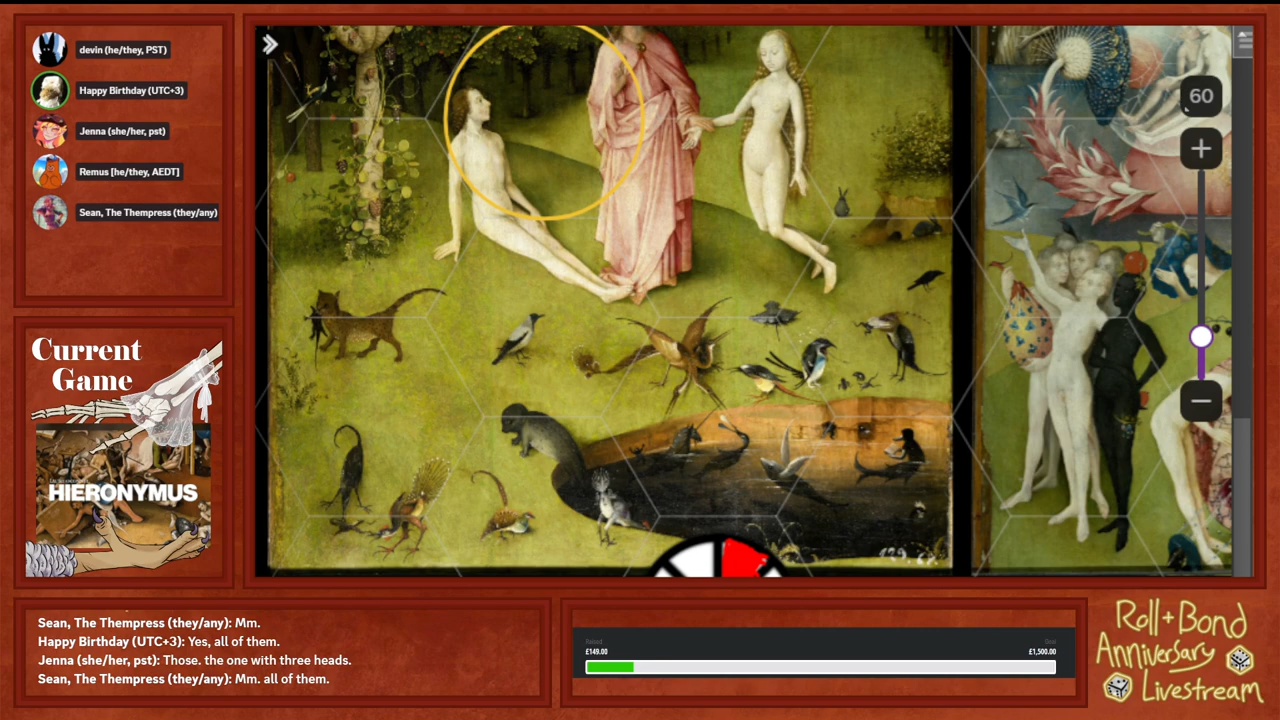 devin (he/they, PST)
Happy Birthday (UTC+3)
Jenna (she/her, pst)
Remus [he/they, AEDT]
Sean, The Thempress (they/any)
60
Current
Game
HIERONYMUS
Sean, The Thempress (they/any): Mm.
Happy Birthday (UTC+3): Yes, all of them.
Jenna (she/her, pst): Those. the one with three heads.
Sean, The Thempress (they/any): Mm. all of them.
Raised
Goal
£149.00
£1,500.00
Roll+Bond
Anniversary
Livestream